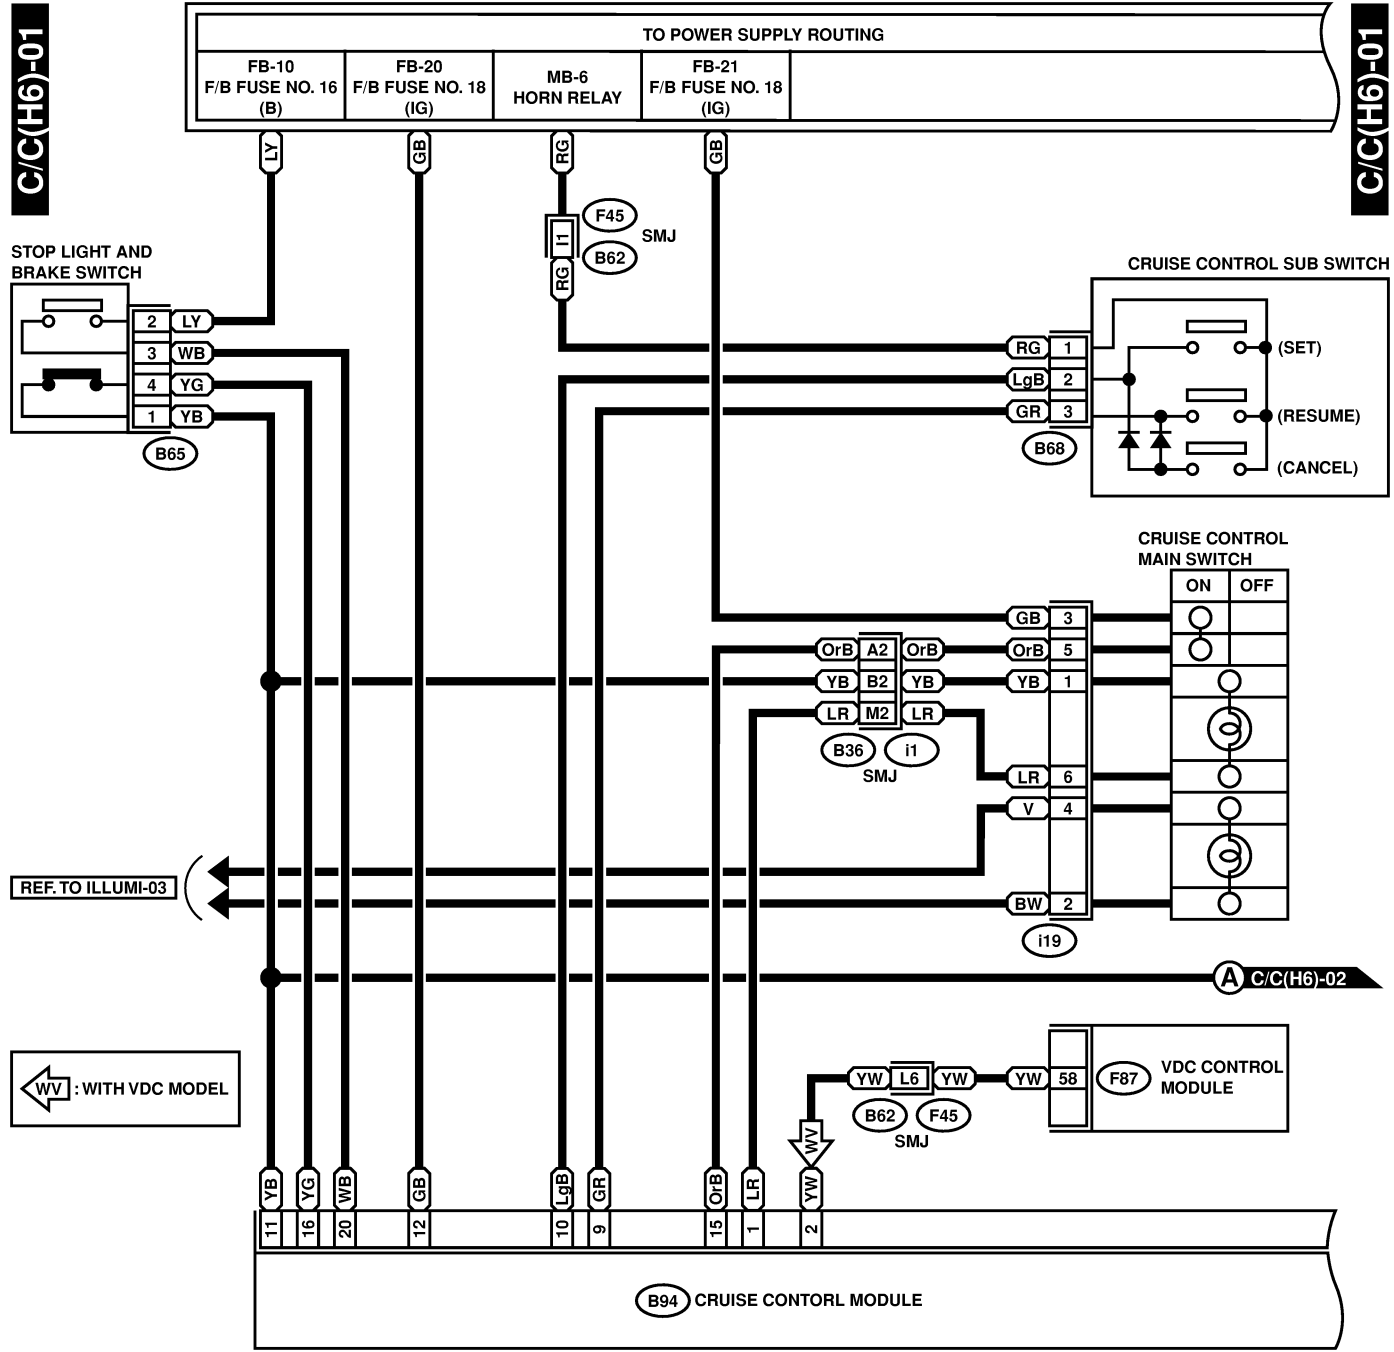 C/C(H6)-01
C/C(H6)-01
TO POWER SUPPLY ROUTING
FB-10
F/B FUSE NO. 16
(B)
FB-20
F/B FUSE NO. 18
(IG)
MB-6
HORN RELAY
FB-21
F/B FUSE NO. 18
(IG)
LY
GB
RG
GB
I1
F45
B62
SMJ
RG
STOP LIGHT AND
BRAKE SWITCH
2 LY
3 WB
4 YG
1 YB
B65
CRUISE CONTROL SUB SWITCH
RG 1
LgB 2
GR 3
B68
(SET)
(RESUME)
(CANCEL)
CRUISE CONTROL
MAIN SWITCH
ON OFF
GB 3
OrB A2 OrB OrB 5
YB B2 YB YB 1
LR M2 LR
B36 i1
SMJ
LR 6
V 4
REF. TO ILLUMI-03
BW 2
i19
A C/C(H6)-02
WV : WITH VDC MODEL
YW L6 YW YW 58
F87
VDC CONTROL
MODULE
B62 F45
SMJ
WV
YB YG WB GB LgB GR OrB LR YW
11 16 20 12 10 9 15 1 2
B94 CRUISE CONTORL MODULE